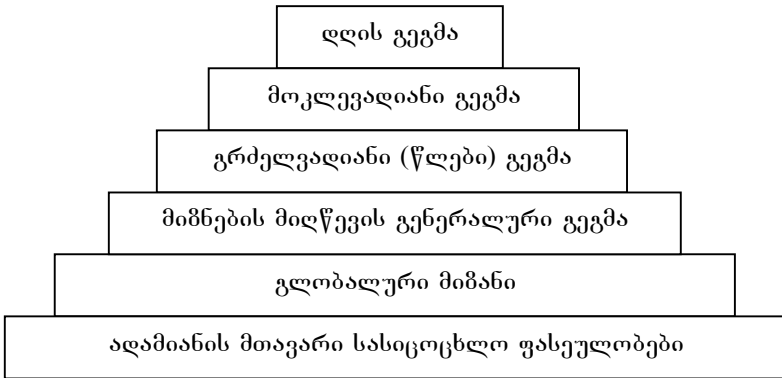 დღის გეგმა
მოკლევადიანი გეგმა
გრძელვადიანი (წლები) გეგმა
მიზნების მიღწევის გენერალური გეგმა
გლობალური მიზანი
ადამიანის მთავარი სასიცოცხლო ფასეულობები